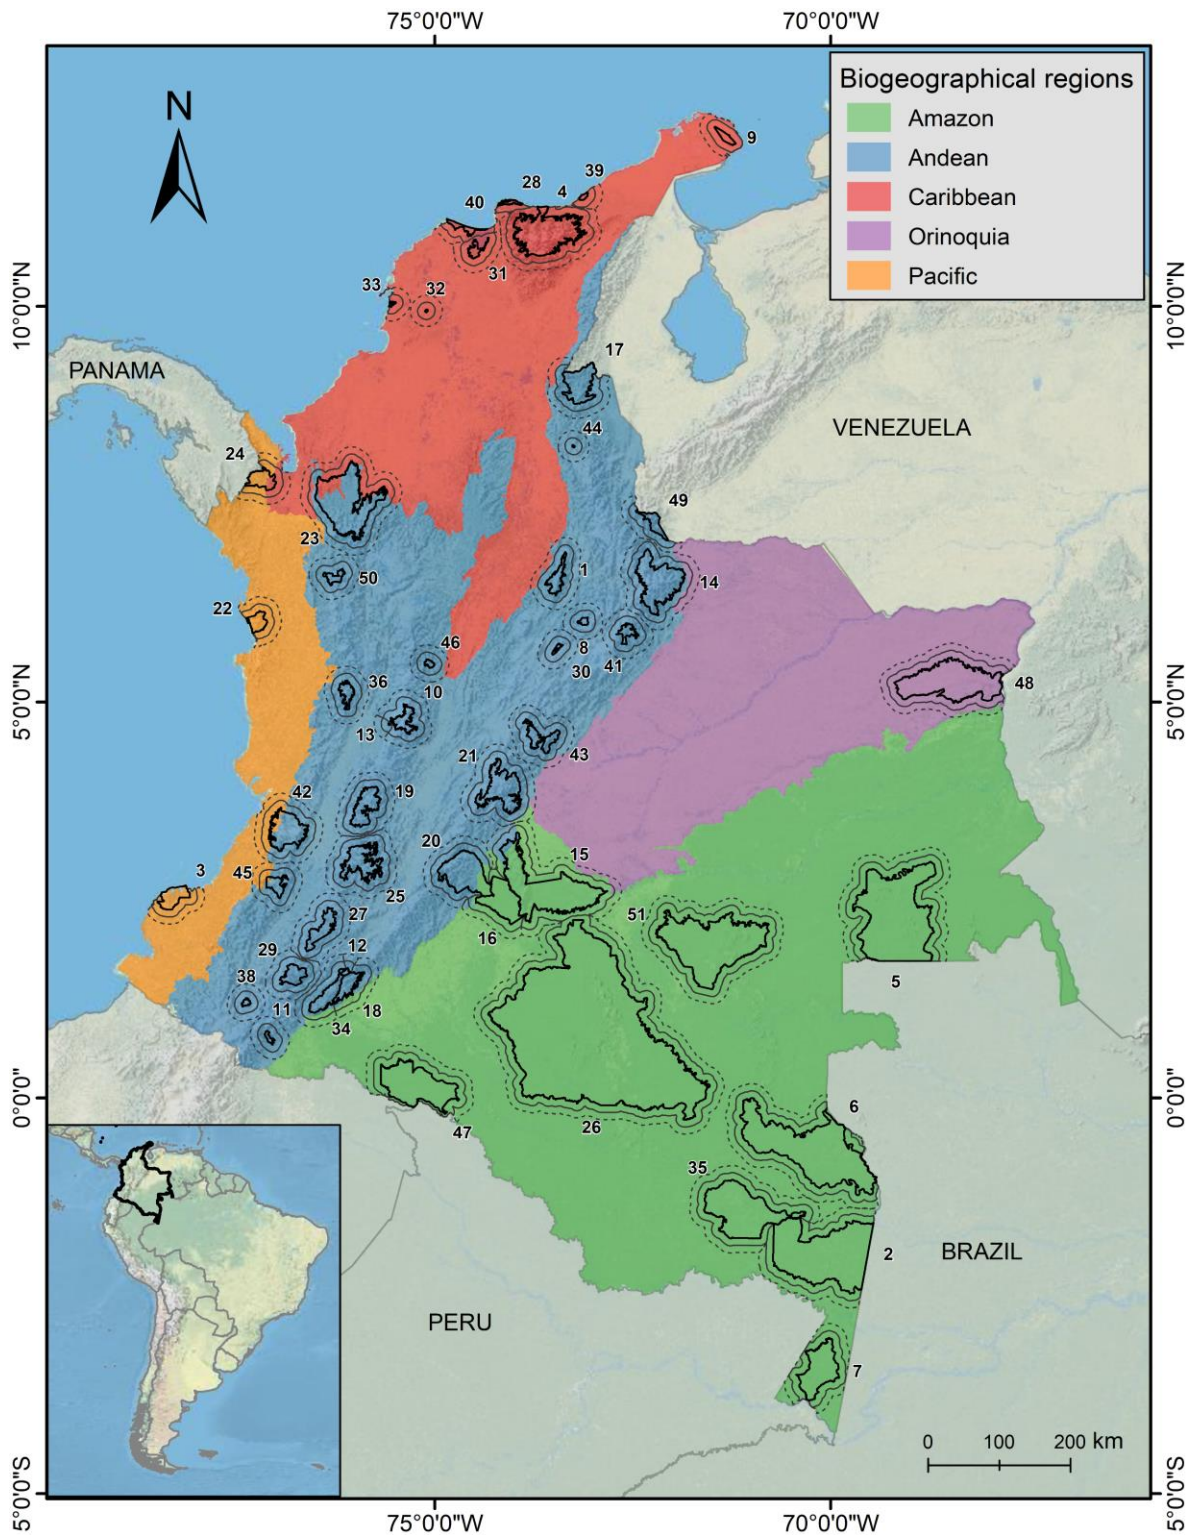 75°0'0"W
70°0'0"W
Biogeographical regions
Amazon
Andean
Caribbean
Orinoquia
Pacific
N
9
39
28
4
40
31
33
32
10°0'0"N
10°0'0"N
17
PANAMA
44
VENEZUELA
24
49
23
50
1
14
22
46
8
30
41
36
10
48
5°0'0"N
5°0'0"N
13
43
21
42
19
20
15
3
45
25
51
27
16
29
12
38
5
11
18
34
0°0'0"
0°0'0"
6
47
26
35
2
BRAZIL
PERU
7
0
100
200 km
5°0'0"S
5°0'0"S
75°0'0"W
70°0'0"W